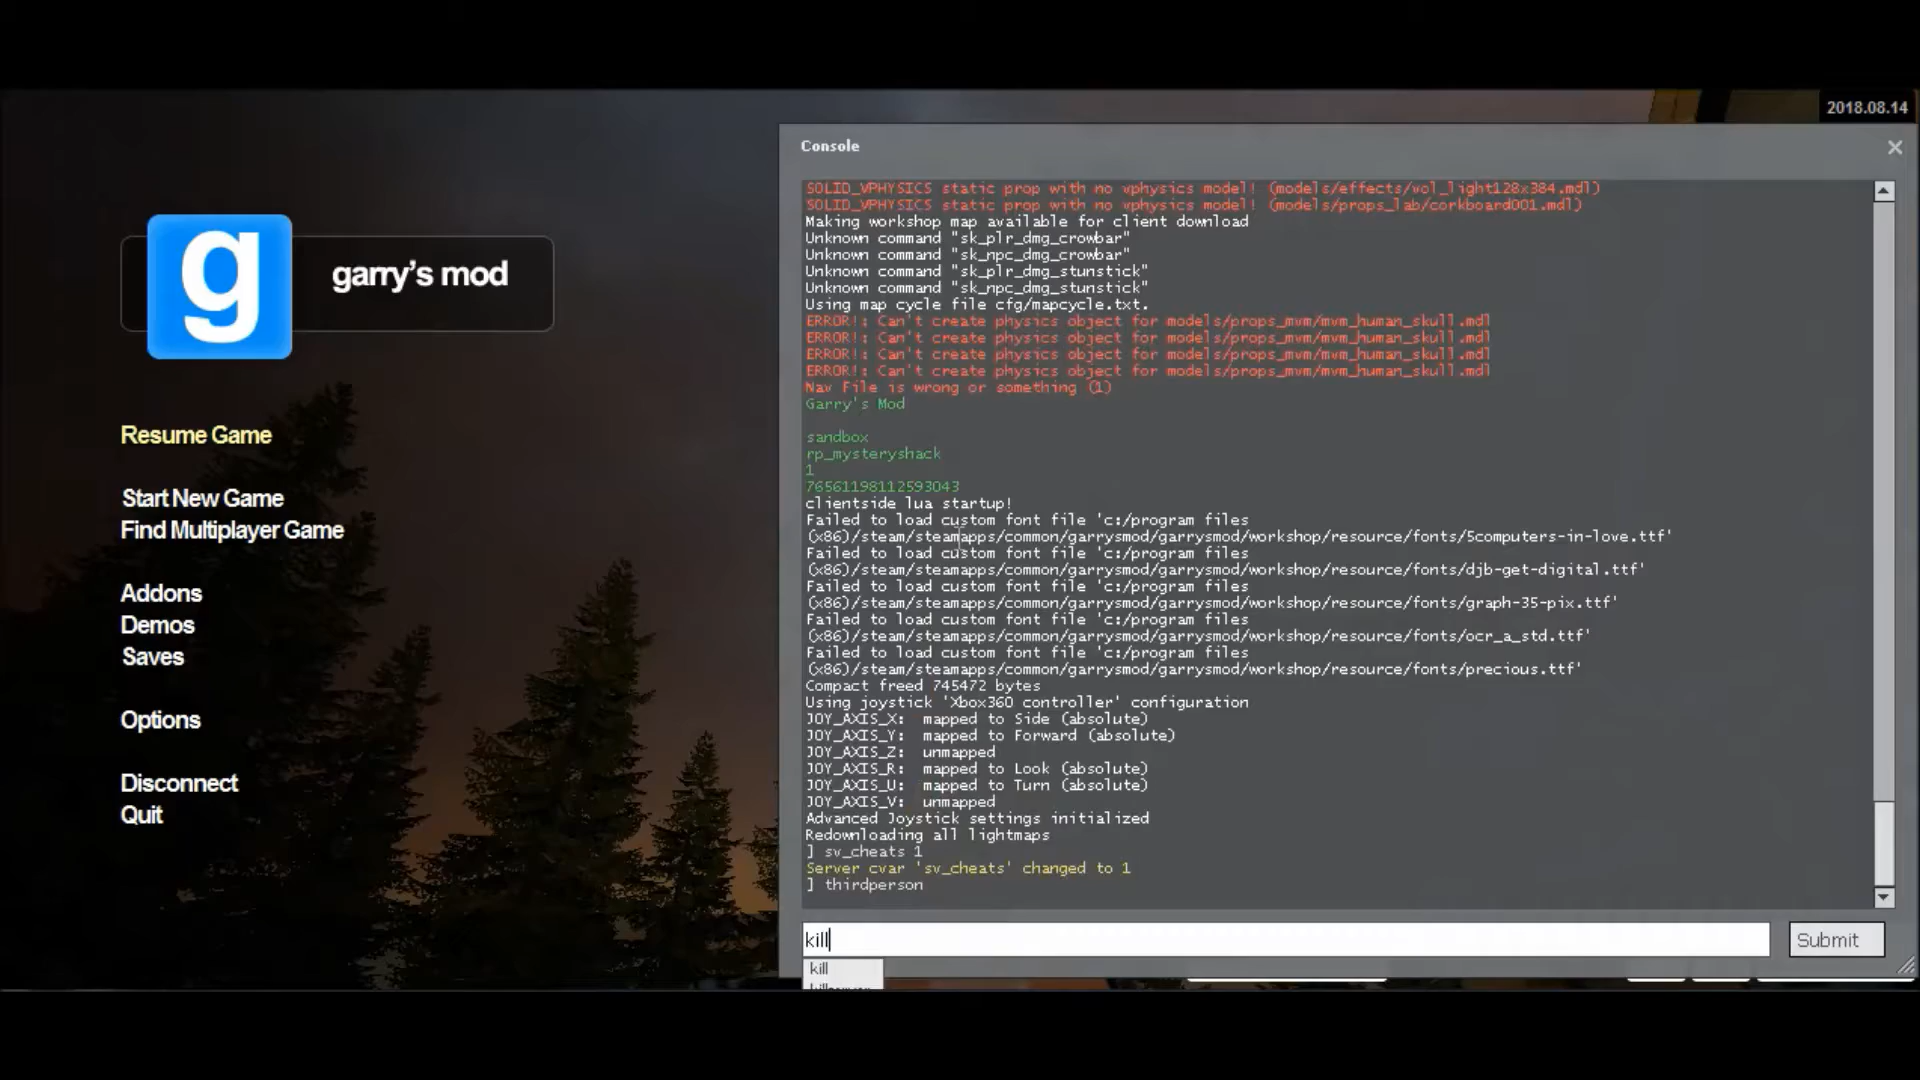 2018.08.14
Console
g
garry's mod
Resume Game
Start New Game
Find Multiplayer Game
Addons
Demos
Saves
Options
Disconnect
Quit
SOLID_VPHYSICS static prop with no vphysics model! (models/effects/vol_light128x384.mdl)
SOLID_VPHYSICS static prop with no vphysics model! (models/props_lab/corkboard001.mdl)
Making workshop map available for client download
Unknown command "sk_plr_dmg_crowbar"
Unknown command "sk_npc_dmg_crowbar"
Unknown command "sk_plr_dmg_stunstick"
Unknown command "sk_npc_dmg_stunstick"
Using map cycle file cfg/mapcycle.txt.
ERROR!: Can't create physics object for models/props_mvm/mvm_human_skull.mdl
ERROR!: Can't create physics object for models/props_mvm/mvm_human_skull.mdl
ERROR!: Can't create physics object for models/props_mvm/mvm_human_skull.mdl
ERROR!: Can't create physics object for models/props_mvm/mvm_human_skull.mdl
Nav File is wrong or something (1)
Garry's Mod
sandbox
rp_mysteryshack
1
76561198112593043
clientside lua startup!
Failed to load custom font file 'c:/program files
(x86)/steam/steamapps/common/garrysmod/garrysmod/workshop/resource/fonts/5computers-in-love.ttf'
Failed to load custom font file 'c:/program files
(x86)/steam/steamapps/common/garrysmod/garrysmod/workshop/resource/fonts/djb-get-digital.ttf'
Failed to load custom font file 'c:/program files
(x86)/steam/steamapps/common/garrysmod/garrysmod/workshop/resource/fonts/graph-35-pix.ttf'
Failed to load custom font file 'c:/program files
(x86)/steam/steamapps/common/garrysmod/garrysmod/workshop/resource/fonts/ocr_a_std.ttf'
Failed to load custom font file 'c:/program files
(x86)/steam/steamapps/common/garrysmod/garrysmod/workshop/resource/fonts/precious.ttf'
Compact freed 745472 bytes
Using joystick 'Xbox360 controller' configuration
JOY_AXIS_X:  mapped to Side (absolute)
JOY_AXIS_Y:  mapped to Forward (absolute)
JOY_AXIS_Z:  unmapped
JOY_AXIS_R:  mapped to Look (absolute)
JOY_AXIS_U:  mapped to Turn (absolute)
JOY_AXIS_V:  unmapped
Advanced Joystick settings initialized
Redownloading all lightmaps
] sv_cheats 1
Server cvar 'sv_cheats' changed to 1
] thirdperson
kill
Submit
kill